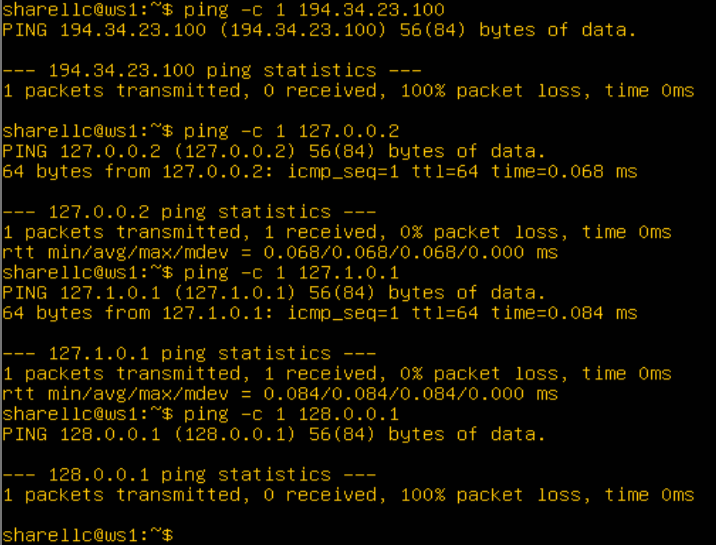 sharellc@ws1:~$ ping -c 1 194.34.23.100
PING 194.34.23.100 (194.34.23.100) 56(84) bytes of data.
--- 194.34.23.100 ping statistics ---
1 packets transmitted, 0 received, 100% packet loss, time 0ms
sharellc@ws1:~$ ping -c 1 127.0.0.2
PING 127.0.0.2 (127.0.0.2) 56(84) bytes of data.
64 bytes from 127.0.0.2: icmp_seq=1 ttl=64 time=0.068 ms
--- 127.0.0.2 ping statistics ---
1 packets transmitted, 1 received, 0% packet loss, time 0ms
rtt min/avg/max/mdev = 0.068/0.068/0.068/0.000 ms
sharellc@ws1:~$ ping -c 1 127.1.0.1
PING 127.1.0.1 (127.1.0.1) 56(84) bytes of data.
64 bytes from 127.1.0.1: icmp_seq=1 ttl=64 time=0.084 ms
--- 127.1.0.1 ping statistics ---
1 packets transmitted, 1 received, 0% packet loss, time 0ms
rtt min/avg/max/mdev = 0.084/0.084/0.084/0.000 ms
sharellc@ws1:~$ ping -c 1 128.0.0.1
PING 128.0.0.1 (128.0.0.1) 56(84) bytes of data.
--- 128.0.0.1 ping statistics ---
1 packets transmitted, 0 received, 100% packet loss, time 0ms
sharellc@ws1:~$